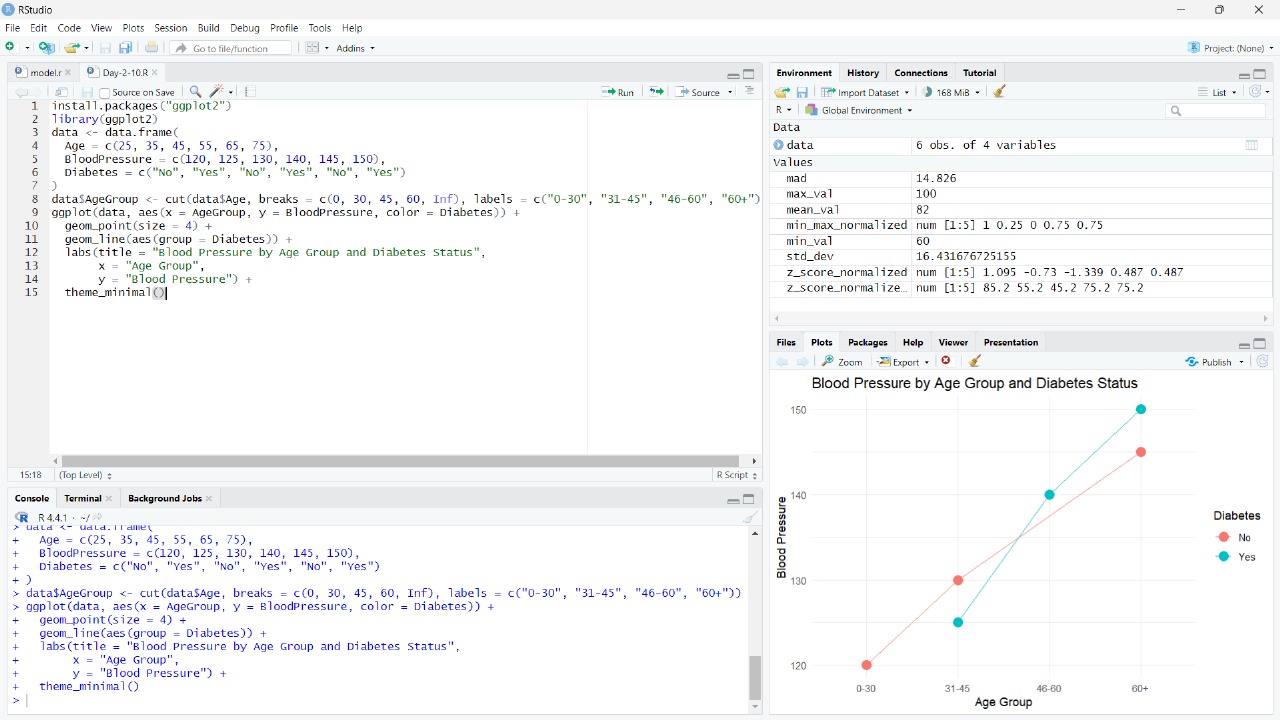 RStudio
File Edit Code View Plots Session Build Debug Profile Tools Help
Go to file/function Addins Project: (None)
model.r Day-2-10.R
Source on Save Run Source
1 install.packages("ggplot2")
2 library(ggplot2)
3 data <- data.frame(
4 Age = c(25, 35, 45, 55, 65, 75),
5 BloodPressure = c(120, 125, 130, 140, 145, 150),
6 Diabetes = c("No", "Yes", "No", "Yes", "No", "Yes")
7 )
8 data$AgeGroup <- cut(data$Age, breaks = c(0, 30, 45, 60, Inf), labels = c("0-30", "31-45", "46-60", "60+")
9 ggplot(data, aes(x = AgeGroup, y = BloodPressure, color = Diabetes)) +
10 geom_point(size = 4) +
11 geom_line(aes(group = Diabetes)) +
12 labs(title = "Blood Pressure by Age Group and Diabetes Status",
13 x = "Age Group",
14 y = "Blood Pressure") +
15 theme_minimal()
15:18 (Top Level) R Script
Console Terminal Background Jobs
R 4.4.1 · ~/
> data <- data.frame(
+ Age = c(25, 35, 45, 55, 65, 75),
+ BloodPressure = c(120, 125, 130, 140, 145, 150),
+ Diabetes = c("No", "Yes", "No", "Yes", "No", "Yes")
+ )
> data$AgeGroup <- cut(data$Age, breaks = c(0, 30, 45, 60, Inf), labels = c("0-30", "31-45", "46-60", "60+"))
> ggplot(data, aes(x = AgeGroup, y = BloodPressure, color = Diabetes)) +
+ geom_point(size = 4) +
+ geom_line(aes(group = Diabetes)) +
+ labs(title = "Blood Pressure by Age Group and Diabetes Status",
+ x = "Age Group",
+ y = "Blood Pressure") +
+ theme_minimal()
>
Environment History Connections Tutorial
Import Dataset 168 MiB List
R Global Environment
Data
data 6 obs. of 4 variables
Values
mad 14.826
max_val 100
mean_val 82
min_max_normalized num [1:5] 1 0.25 0 0.75 0.75
min_val 60
std_dev 16.431676725155
z_score_normalized num [1:5] 1.095 -0.73 -1.339 0.487 0.487
z_score_normalize… num [1:5] 85.2 55.2 45.2 75.2 75.2
Files Plots Packages Help Viewer Presentation
Zoom Export Publish
Blood Pressure by Age Group and Diabetes Status
150
140
130
120
Blood Pressure
0-30 31-45 46-60 60+
Age Group
Diabetes
No
Yes